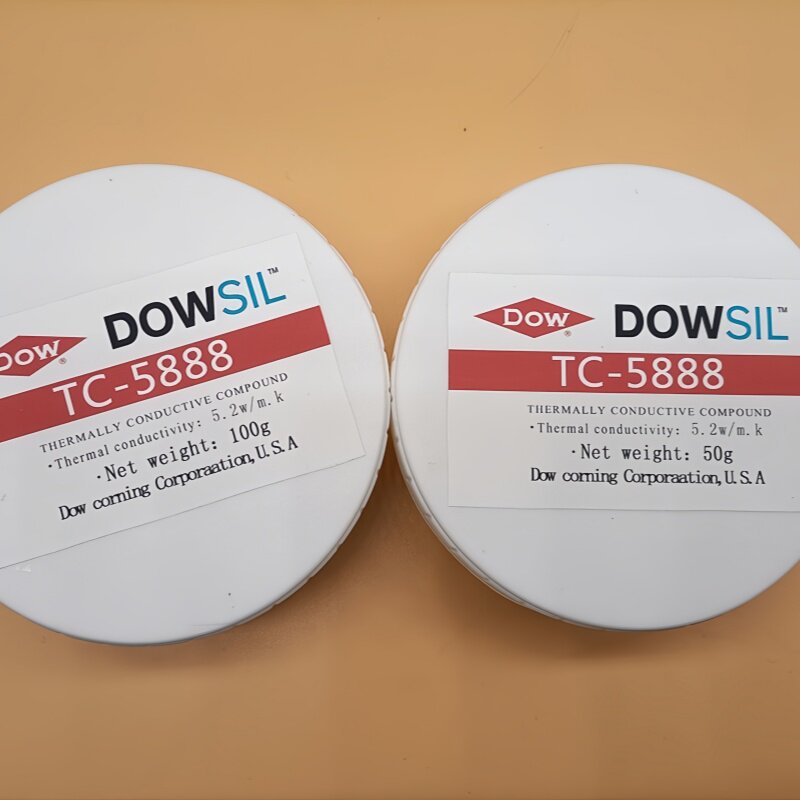 DOW®
DOWSIL™
TC-5888
THERMALLY CONDUCTIVE COMPOUND
·Thermal conductivity: 5.2w/m.k
·Net weight: 100g
Dow corning Corporaation, U.S.A
DOW®
DOWSIL™
TC-5888
THERMALLY CONDUCTIVE COMPOUND
·Thermal conductivity: 5.2w/m.k
·Net weight: 50g
Dow corning Corporaation, U.S.A